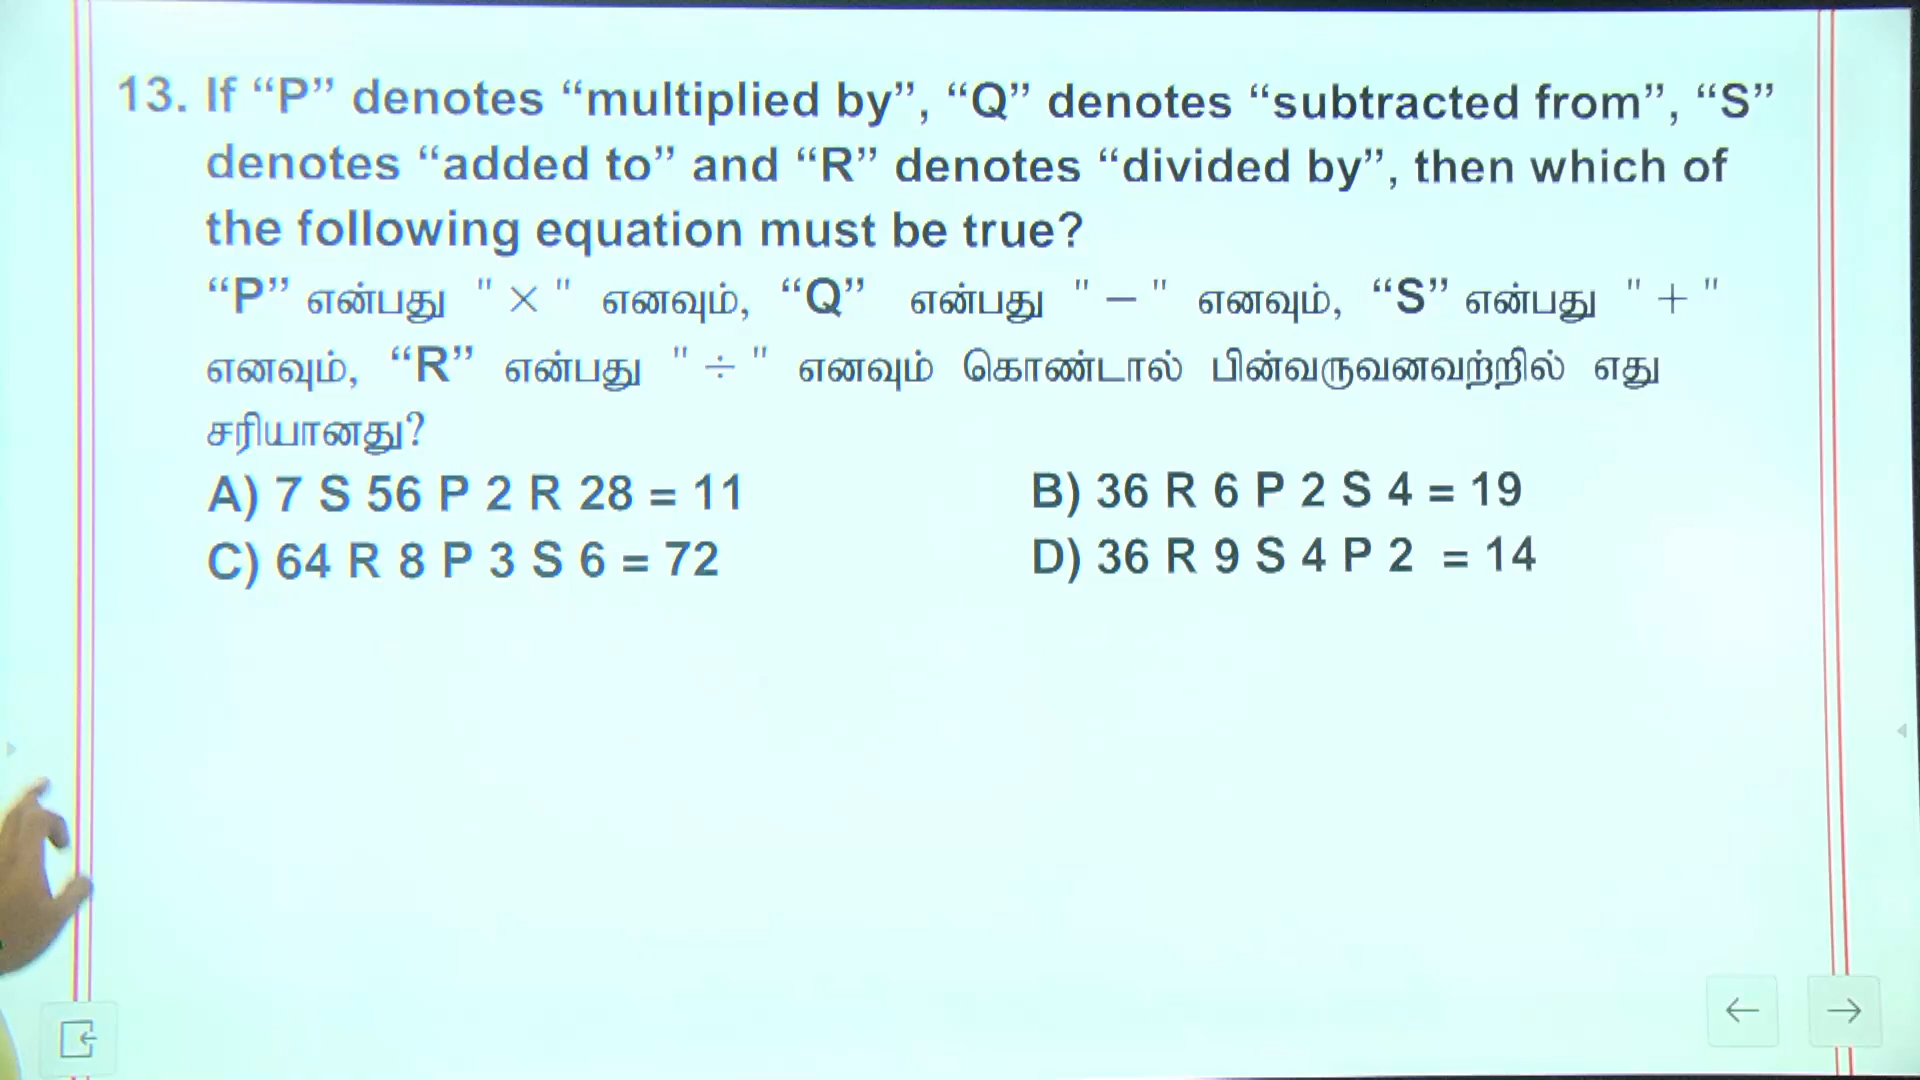 13. If “P” denotes “multiplied by”, “Q” denotes “subtracted from”, “S”
denotes “added to” and “R” denotes “divided by”, then which of
the following equation must be true?
“P” என்பது " × " எனவும், “Q” என்பது " − " எனவும், “S” என்பது " + "
எனவும், “R” என்பது " ÷ " எனவும் கொண்டால் பின்வருவனவற்றில் எது
சரியானது?
A) 7 S 56 P 2 R 28 = 11 B) 36 R 6 P 2 S 4 = 19
C) 64 R 8 P 3 S 6 = 72 D) 36 R 9 S 4 P 2 = 14